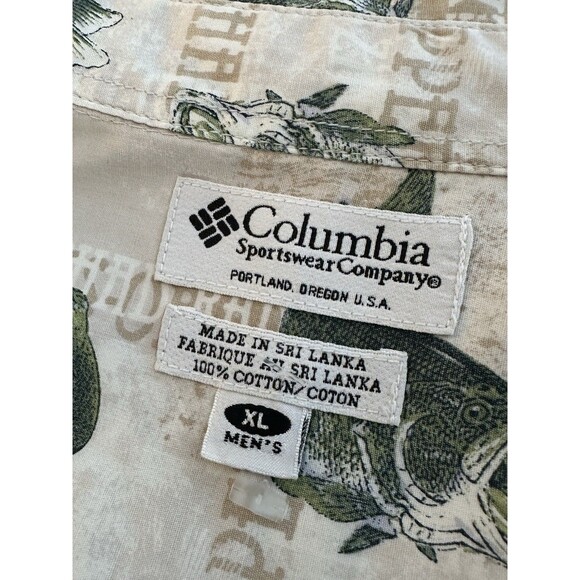 Columbia
Sportswear Company®
PORTLAND, OREGON U.S.A.
MADE IN SRI LANKA
FABRIQUE AU SRI LANKA
100% COTTON/COTON
XL
MEN'S